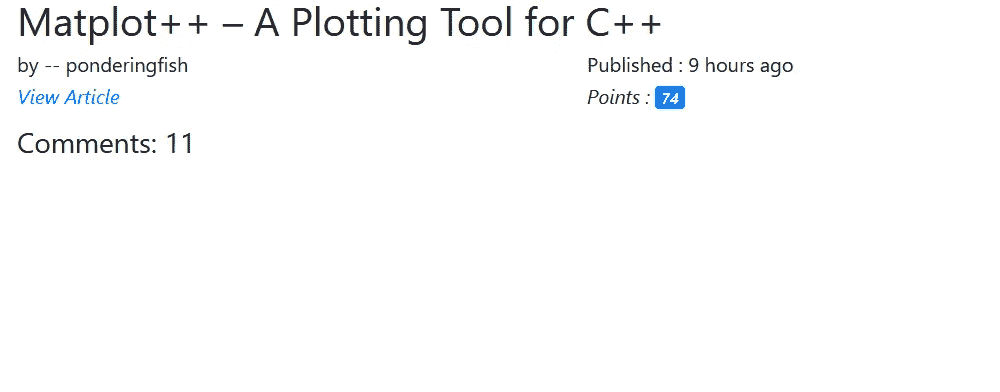 Matplot++ – A Plotting Tool for C++
by -- ponderingfish
Published : 9 hours ago
View Article
Points : 74
Comments: 11